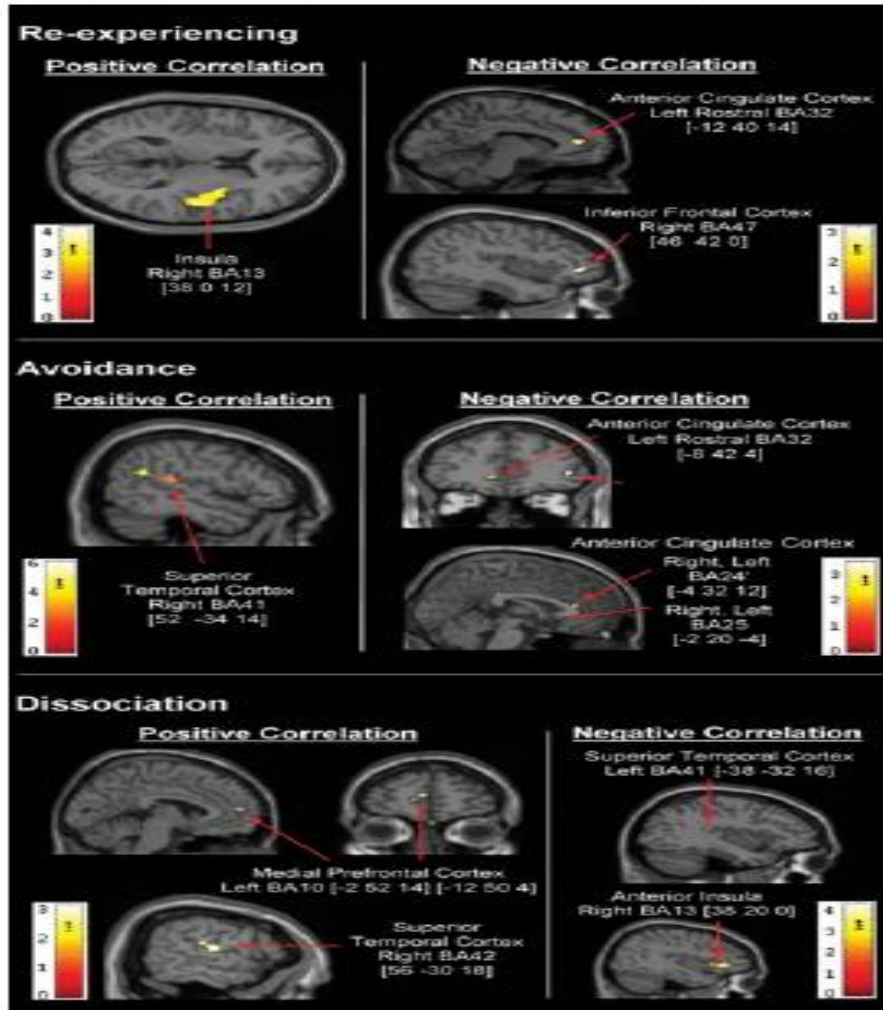 Re-experiencing
Positive Correlation
Insula
Right BA13
[38 0 12]
4
3
2
1
0
Negative Correlation
Anterior Cingulate Cortex
Left Rostral BA32
[-12 40 14]
Inferior Frontal Cortex
Right BA47
[46 42 0]
3
2
1
0
Avoidance
Positive Correlation
Superior
Temporal Cortex
Right BA41
[52 -34 14]
6
4
2
0
Negative Correlation
Anterior Cingulate Cortex
Left Rostral BA32
[-8 42 4]
Anterior Cingulate Cortex
Right, Left
BA24'
[-4 32 12]
Right, Left
BA25
[-2 20 -4]
3
2
1
0
Dissociation
Positive Correlation
Medial Prefrontal Cortex
Left BA10 [-2 52 14] [-12 50 4]
Superior
Temporal Cortex
Right BA42
[56 -30 18]
3
2
1
0
Negative Correlation
Superior Temporal Cortex
Left BA41 [-38 -32 16]
Anterior Insula
Right BA13 [38 20 0]
4
3
2
1
0